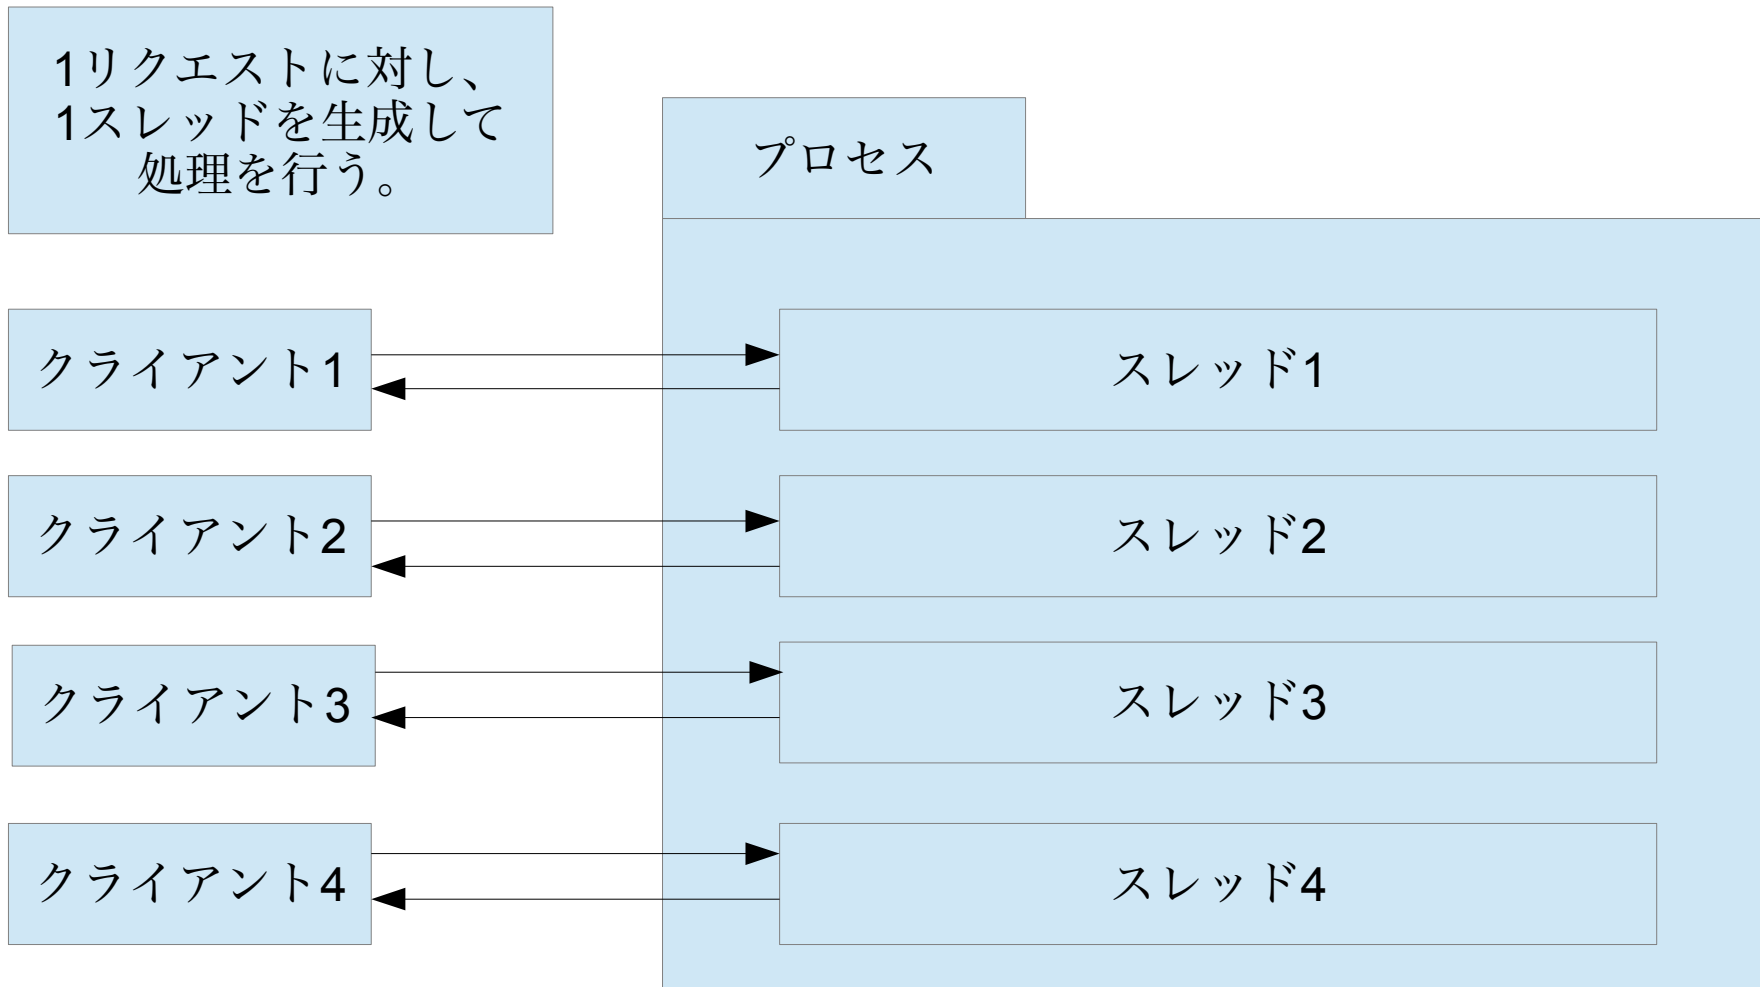 1リクエストに対し、
1スレッドを生成して
処理を行う。
プロセス
クライアント1
スレッド1
クライアント2
スレッド2
クライアント3
スレッド3
クライアント4
スレッド4